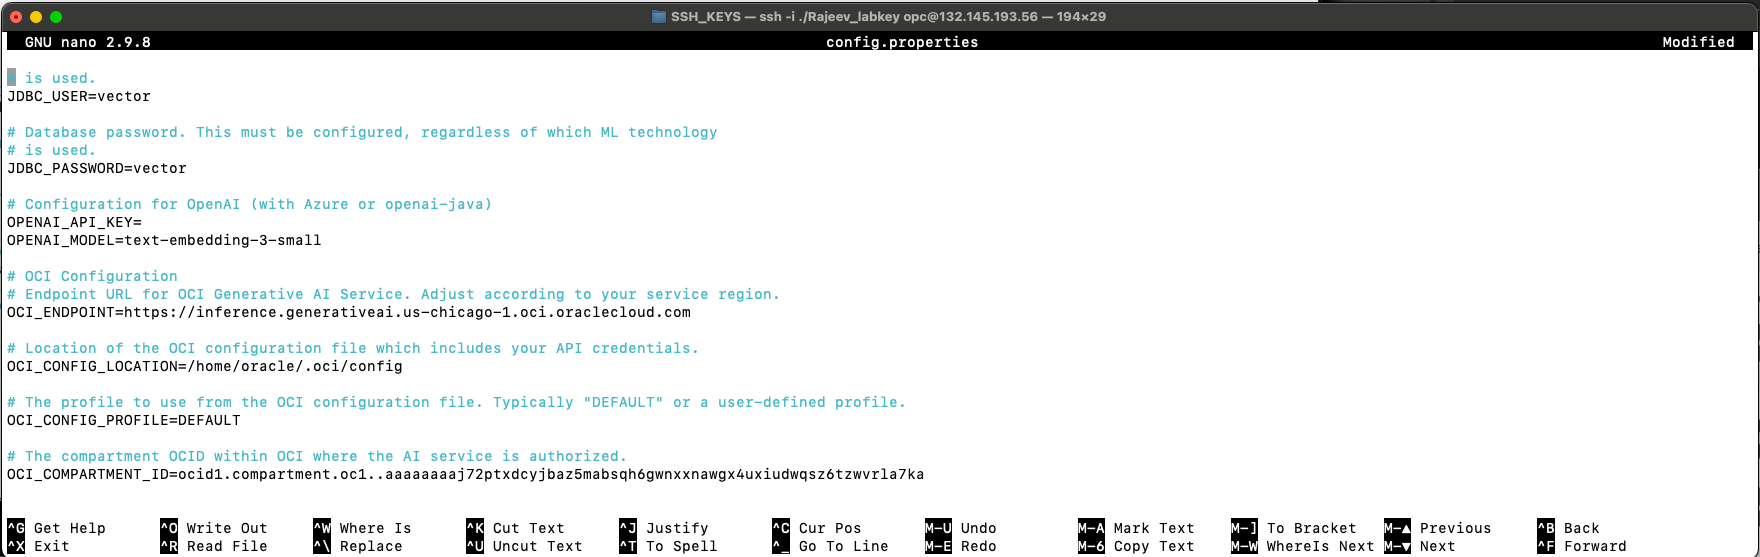 SSH_KEYS — ssh -i ./Rajeev_labkey opc@132.145.193.56 — 194×29
GNU nano 2.9.8 config.properties Modified
# is used.
JDBC_USER=vector
# Database password. This must be configured, regardless of which ML technology
# is used.
JDBC_PASSWORD=vector
# Configuration for OpenAI (with Azure or openai-java)
OPENAI_API_KEY=
OPENAI_MODEL=text-embedding-3-small
# OCI Configuration
# Endpoint URL for OCI Generative AI Service. Adjust according to your service region.
OCI_ENDPOINT=https://inference.generativeai.us-chicago-1.oci.oraclecloud.com
# Location of the OCI configuration file which includes your API credentials.
OCI_CONFIG_LOCATION=/home/oracle/.oci/config
# The profile to use from the OCI configuration file. Typically "DEFAULT" or a user-defined profile.
OCI_CONFIG_PROFILE=DEFAULT
# The compartment OCID within OCI where the AI service is authorized.
OCI_COMPARTMENT_ID=ocid1.compartment.oc1..aaaaaaaaj72ptxdcyjbaz5mabsqh6gwnxxnawgx4uxiudwqsz6tzwvrla7ka
^G Get Help ^O Write Out ^W Where Is ^K Cut Text ^J Justify ^C Cur Pos M-U Undo M-A Mark Text M-] To Bracket M-▲ Previous ^B Back
^X Exit ^R Read File ^\ Replace ^U Uncut Text ^T To Spell ^_ Go To Line M-E Redo M-6 Copy Text M-W WhereIs Next M-▼ Next ^F Forward